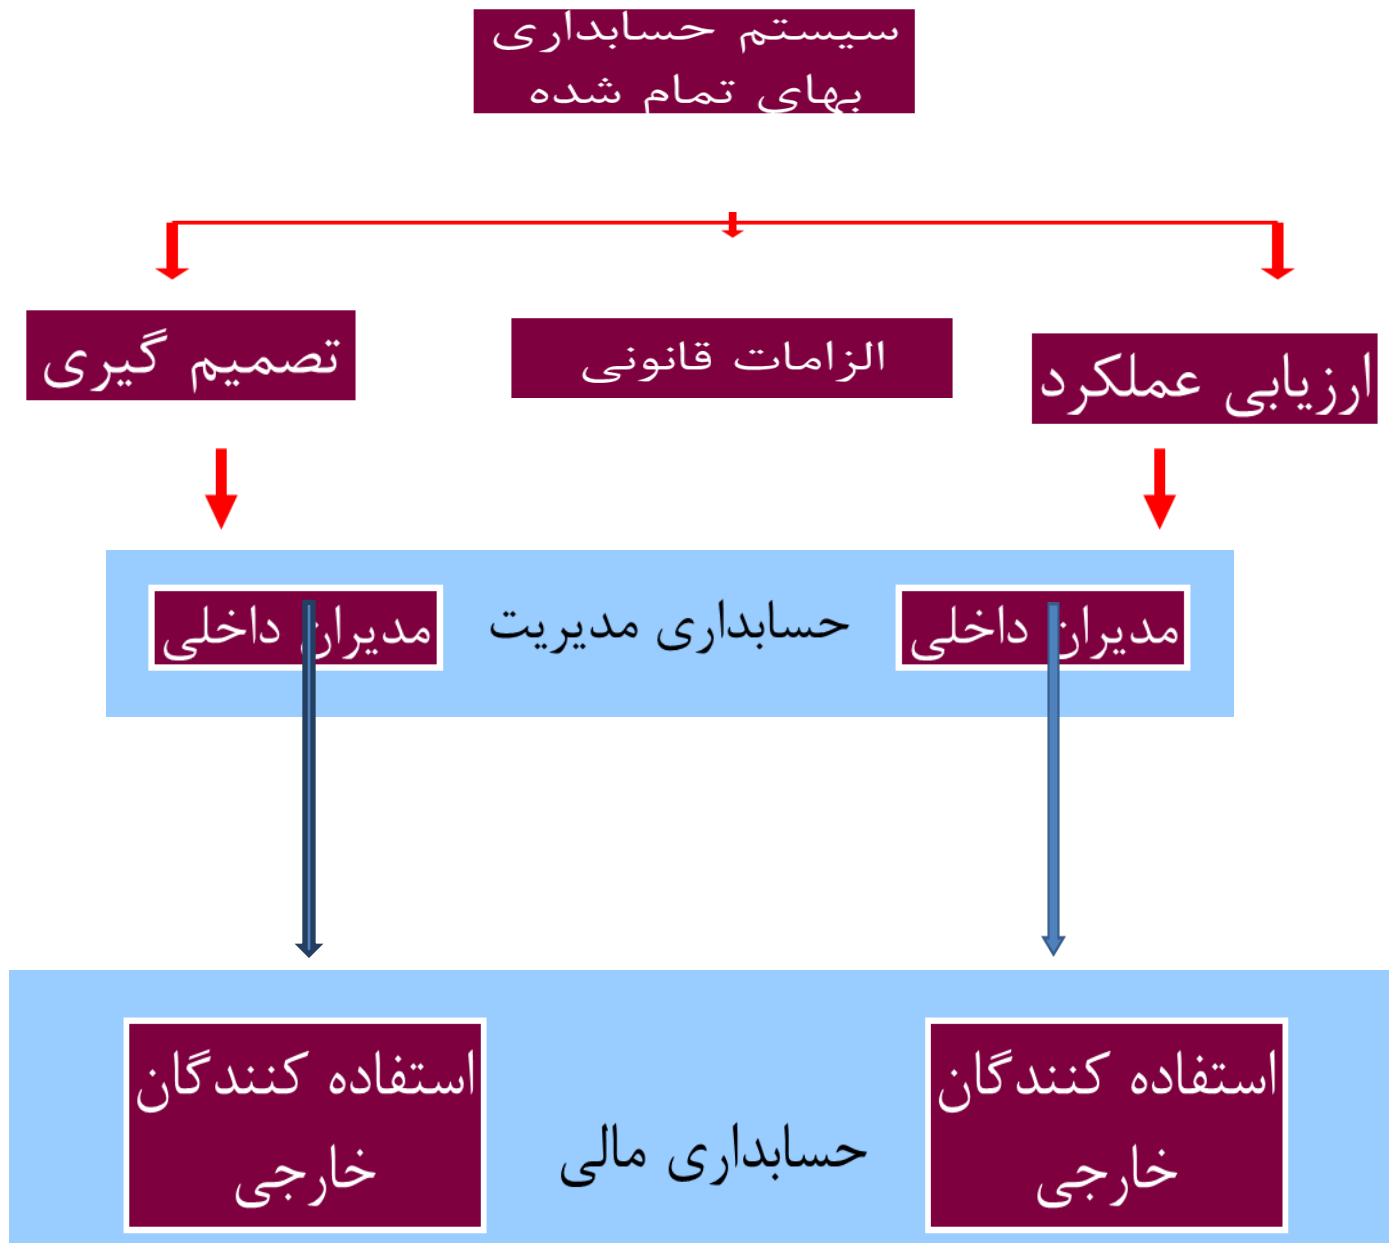 سیستم حسابداری
بهای تمام شده
ارزیابی عملکرد
الزامات قانونی
تصمیم گیری
مدیران داخلی
حسابداری مدیریت
مدیران داخلی
استفاده کنندگان
خارجی
حسابداری مالی
استفاده کنندگان
خارجی